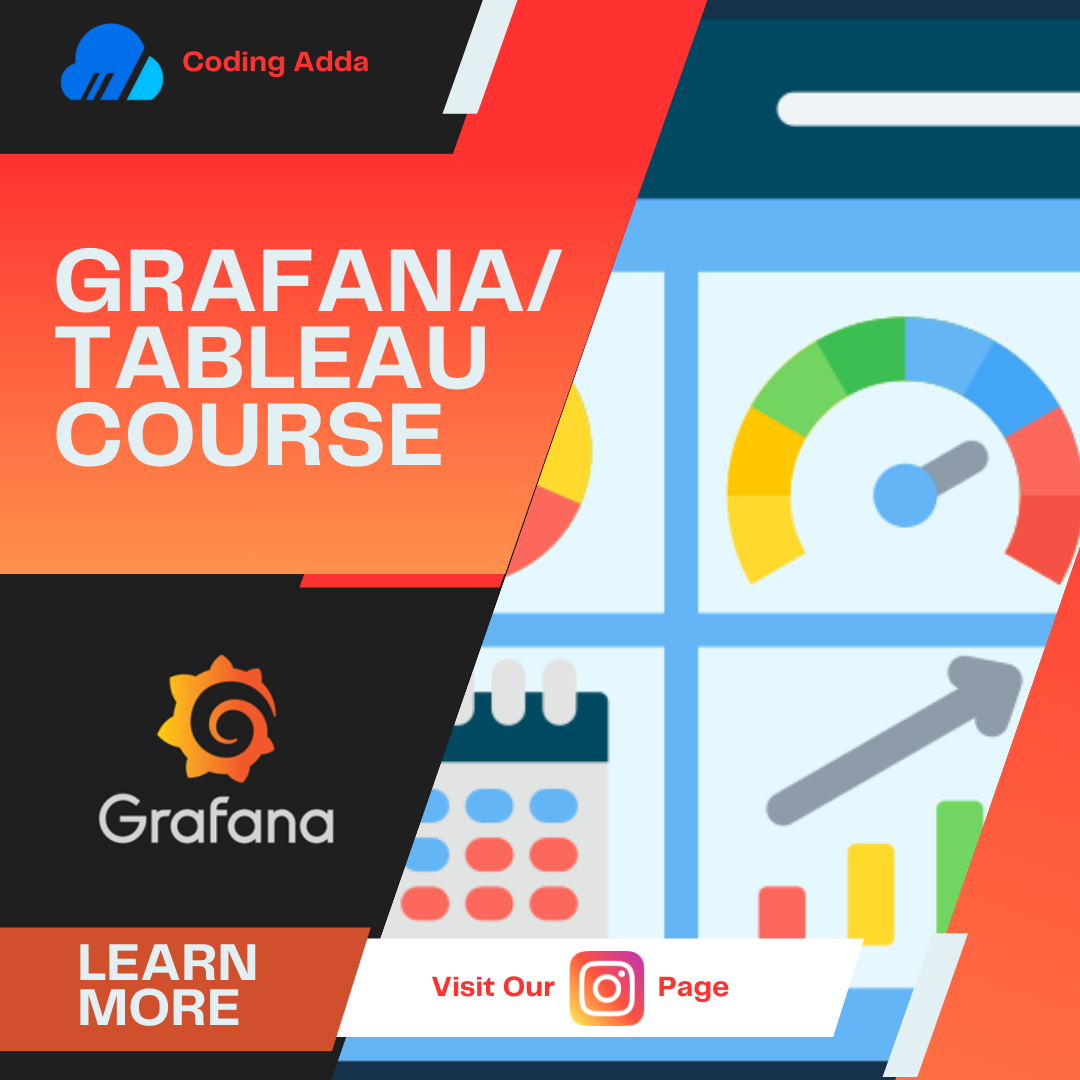 Coding Adda
GRAFANA/
TABLEAU
COURSE
Grafana
LEARN
MORE
Visit Our Page